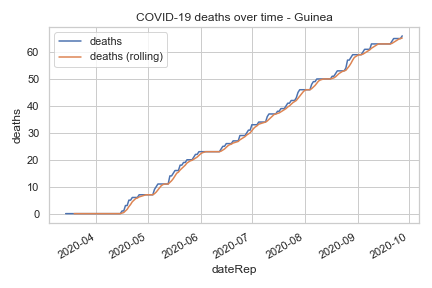 COVID-19 deaths over time - Guinea
deaths
deaths (rolling)
deaths
60
50
40
30
20
10
0
2020-04
2020-05
2020-06
2020-07
2020-08
2020-09
2020-10
dateRep